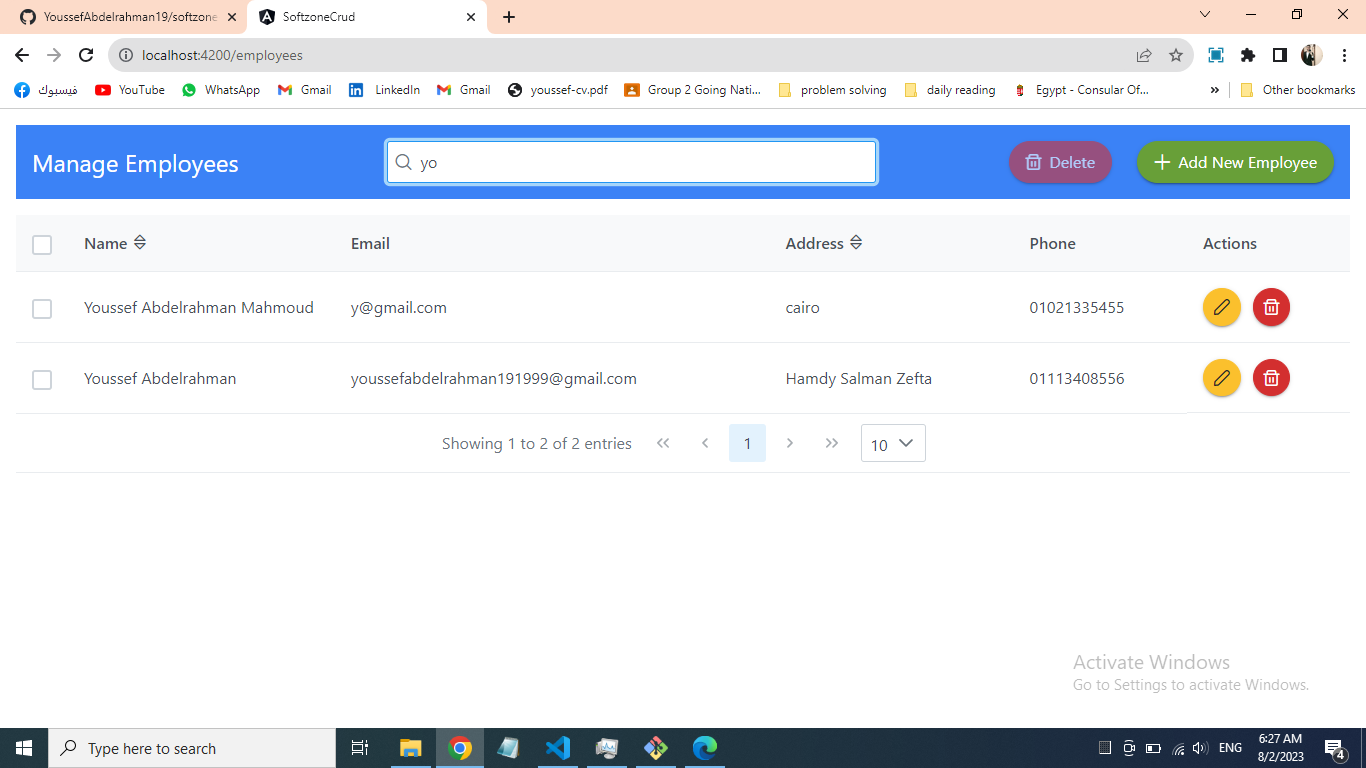 YoussefAbdelrahman19/softzone
SoftzoneCrud
localhost:4200/employees
فيسبوك
YouTube
WhatsApp
Gmail
LinkedIn
Gmail
youssef-cv.pdf
Group 2 Going Nati...
problem solving
daily reading
Egypt - Consular Of...
»
Other bookmarks
Manage Employees
yo
Delete
Add New Employee
Name
Email
Address
Phone
Actions
Youssef Abdelrahman Mahmoud
y@gmail.com
cairo
01021335455
Youssef Abdelrahman
youssefabdelrahman191999@gmail.com
Hamdy Salman Zefta
01113408556
Showing 1 to 2 of 2 entries
1
10
Activate Windows
Go to Settings to activate Windows.
Type here to search
ENG
6:27 AM
8/2/2023
4